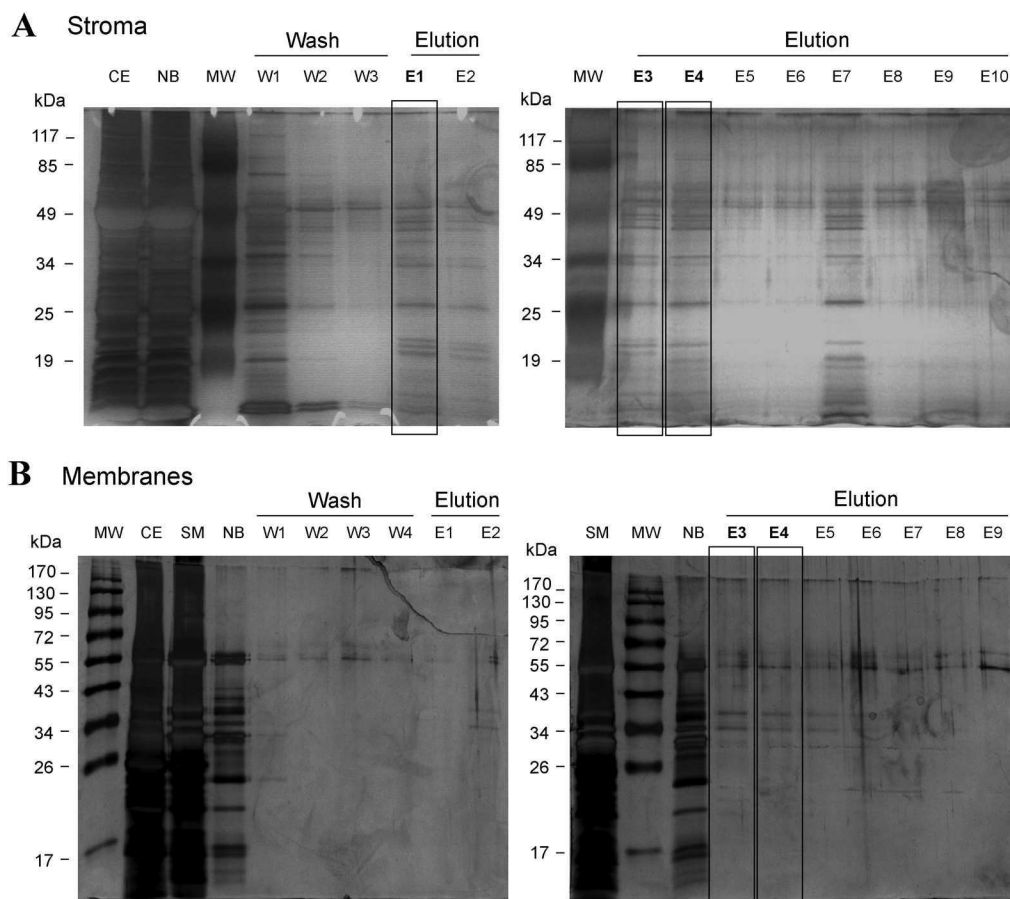 A Stroma
Wash Elution
CE NB MW W1 W2 W3 E1 E2
kDa
117
85
49
34
25
19
Elution
MW E3 E4 E5 E6 E7 E8 E9 E10
kDa
117
85
49
34
25
19
B Membranes
Wash Elution
MW CE SM NB W1 W2 W3 W4 E1 E2
kDa
170
130
95
72
55
43
34
26
17
Elution
SM MW NB E3 E4 E5 E6 E7 E8 E9
kDa
170
130
95
72
55
43
34
26
17